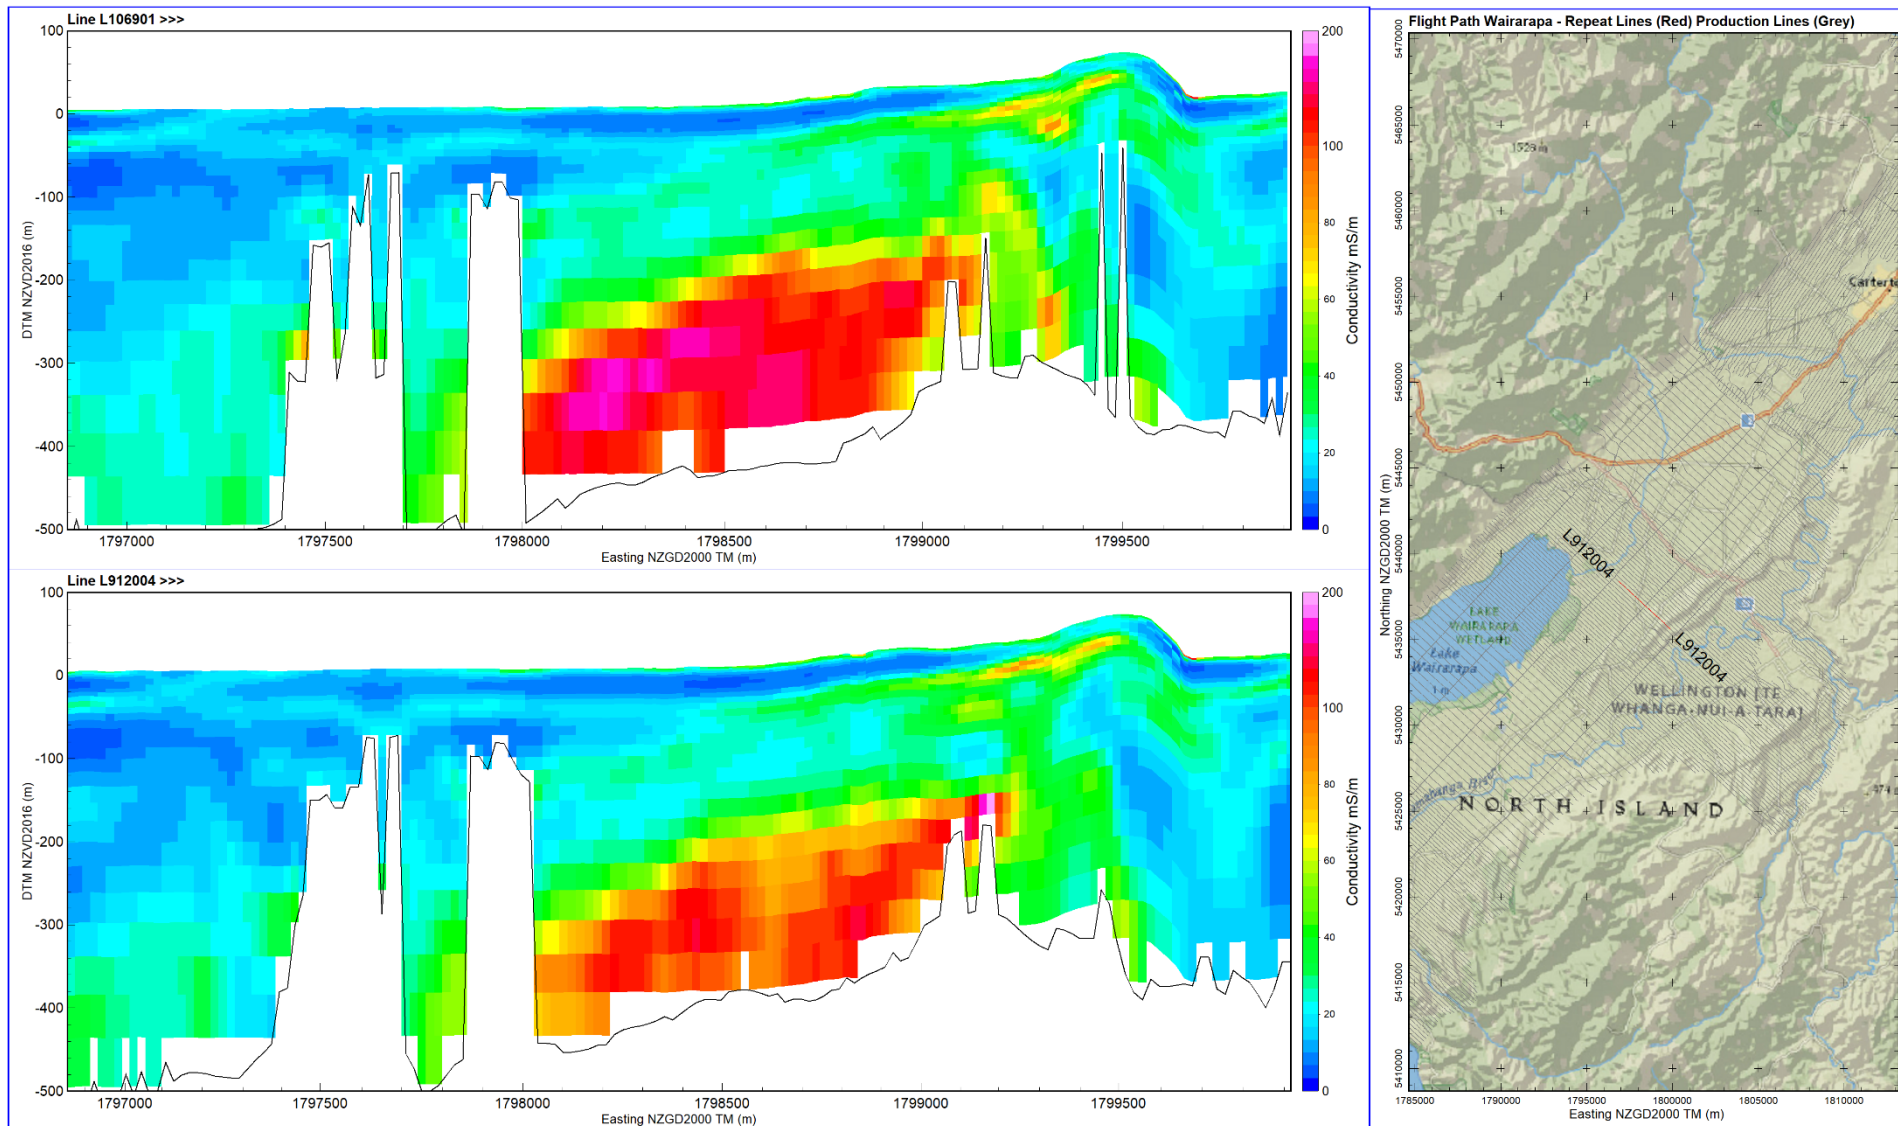 Line L106901 >>>
100
0
-100
-200
-300
-400
-500
DTM NZVD2016 (m)
1797000
1797500
1798000
1798500
1799000
1799500
Easting NZGD2000 TM (m)
200
100
80
60
40
20
0
Conductivity mS/m
Line L912004 >>>
100
0
-100
-200
-300
-400
-500
DTM NZVD2016 (m)
1797000
1797500
1798000
1798500
1799000
1799500
Easting NZGD2000 TM (m)
200
100
80
60
40
20
0
Conductivity mS/m
Flight Path Wairarapa - Repeat Lines (Red) Production Lines (Grey)
5470000
5465000
5460000
5455000
5450000
5445000
5440000
5435000
5430000
5425000
5420000
5415000
5410000
Northing NZGD2000 TM (m)
Carterto
2
L912004
53
LAKE
WAIRARAPA
WETLAND
Lake
Wairarapa
1 m
L912004
WELLINGTON [TE
WHANGA-NUI-A-TARA]
River
NORTH ISLAND
1785000
1790000
1795000
1800000
1805000
1810000
Easting NZGD2000 TM (m)